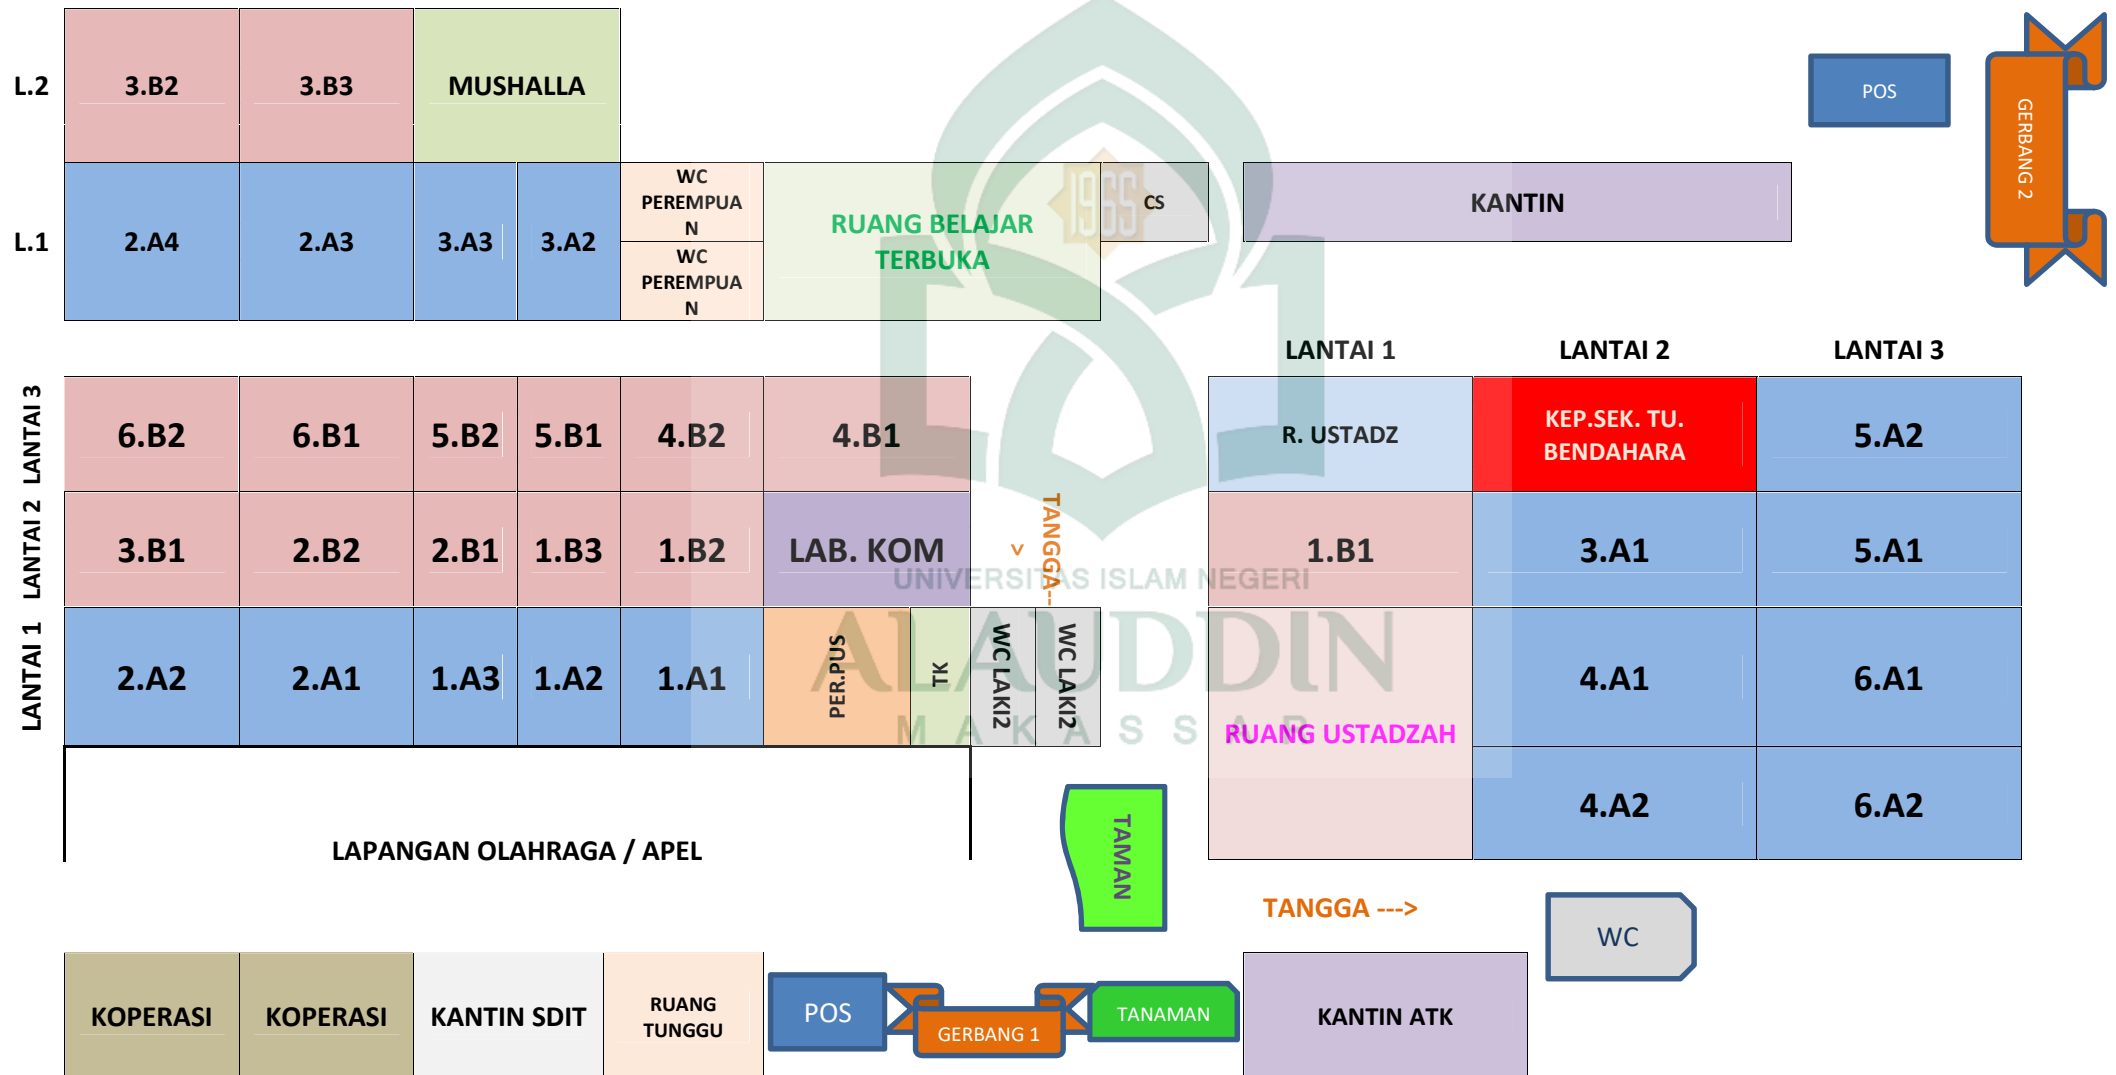 L.2
3.B2
3.B3
MUSHALLA
POS
GERBANG 2
L.1
2.A4
2.A3
3.A3
3.A2
WC
PEREMPUA
N
WC
PEREMPUA
N
RUANG BELAJAR
TERBUKA
1965
CS
KANTIN
LANTAI 1
LANTAI 2
LANTAI 3
LANTAI 3
6.B2
6.B1
5.B2
5.B1
4.B2
4.B1
R. USTADZ
KEP.SEK. TU.
BENDAHARA
5.A2
LANTAI 2
3.B1
2.B2
2.B1
1.B3
1.B2
LAB. KOM
<
TANGGA--
1.B1
3.A1
5.A1
UNIVERSITAS ISLAM NEGERI
ALAUDDIN
MAKASSAR
LANTAI 1
2.A2
2.A1
1.A3
1.A2
1.A1
PER.PUS
TK
WC LAKI2
WC LAKI2
RUANG USTADZAH
4.A1
6.A1
4.A2
6.A2
LAPANGAN OLAHRAGA / APEL
TAMAN
TANGGA --->
WC
KOPERASI
KOPERASI
KANTIN SDIT
RUANG
TUNGGU
POS
GERBANG 1
TANAMAN
KANTIN ATK